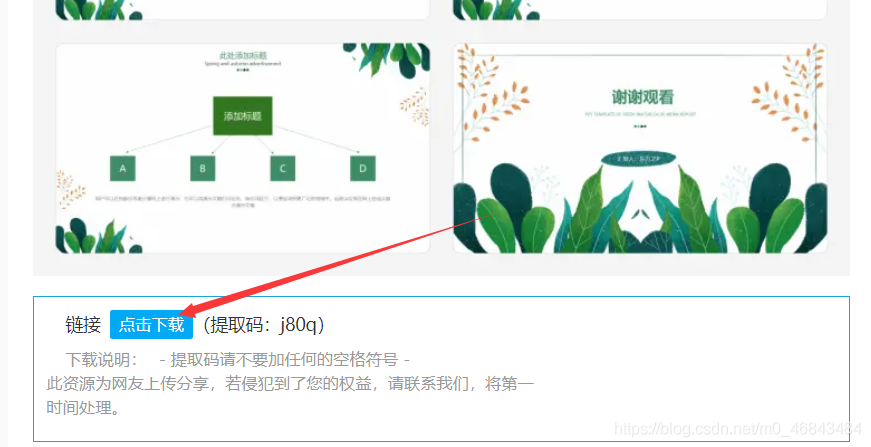 此处添加标题
Spring and autumn advertisement
添加标题
A
B
C
D
谢谢观看
链接 点击下载 （提取码：j80q）
下载说明： - 提取码请不要加任何的空格符号 -
此资源为网友上传分享，若侵犯到了您的权益，请联系我们，将第一
时间处理。
https://blog.csdn.net/m0_46843484